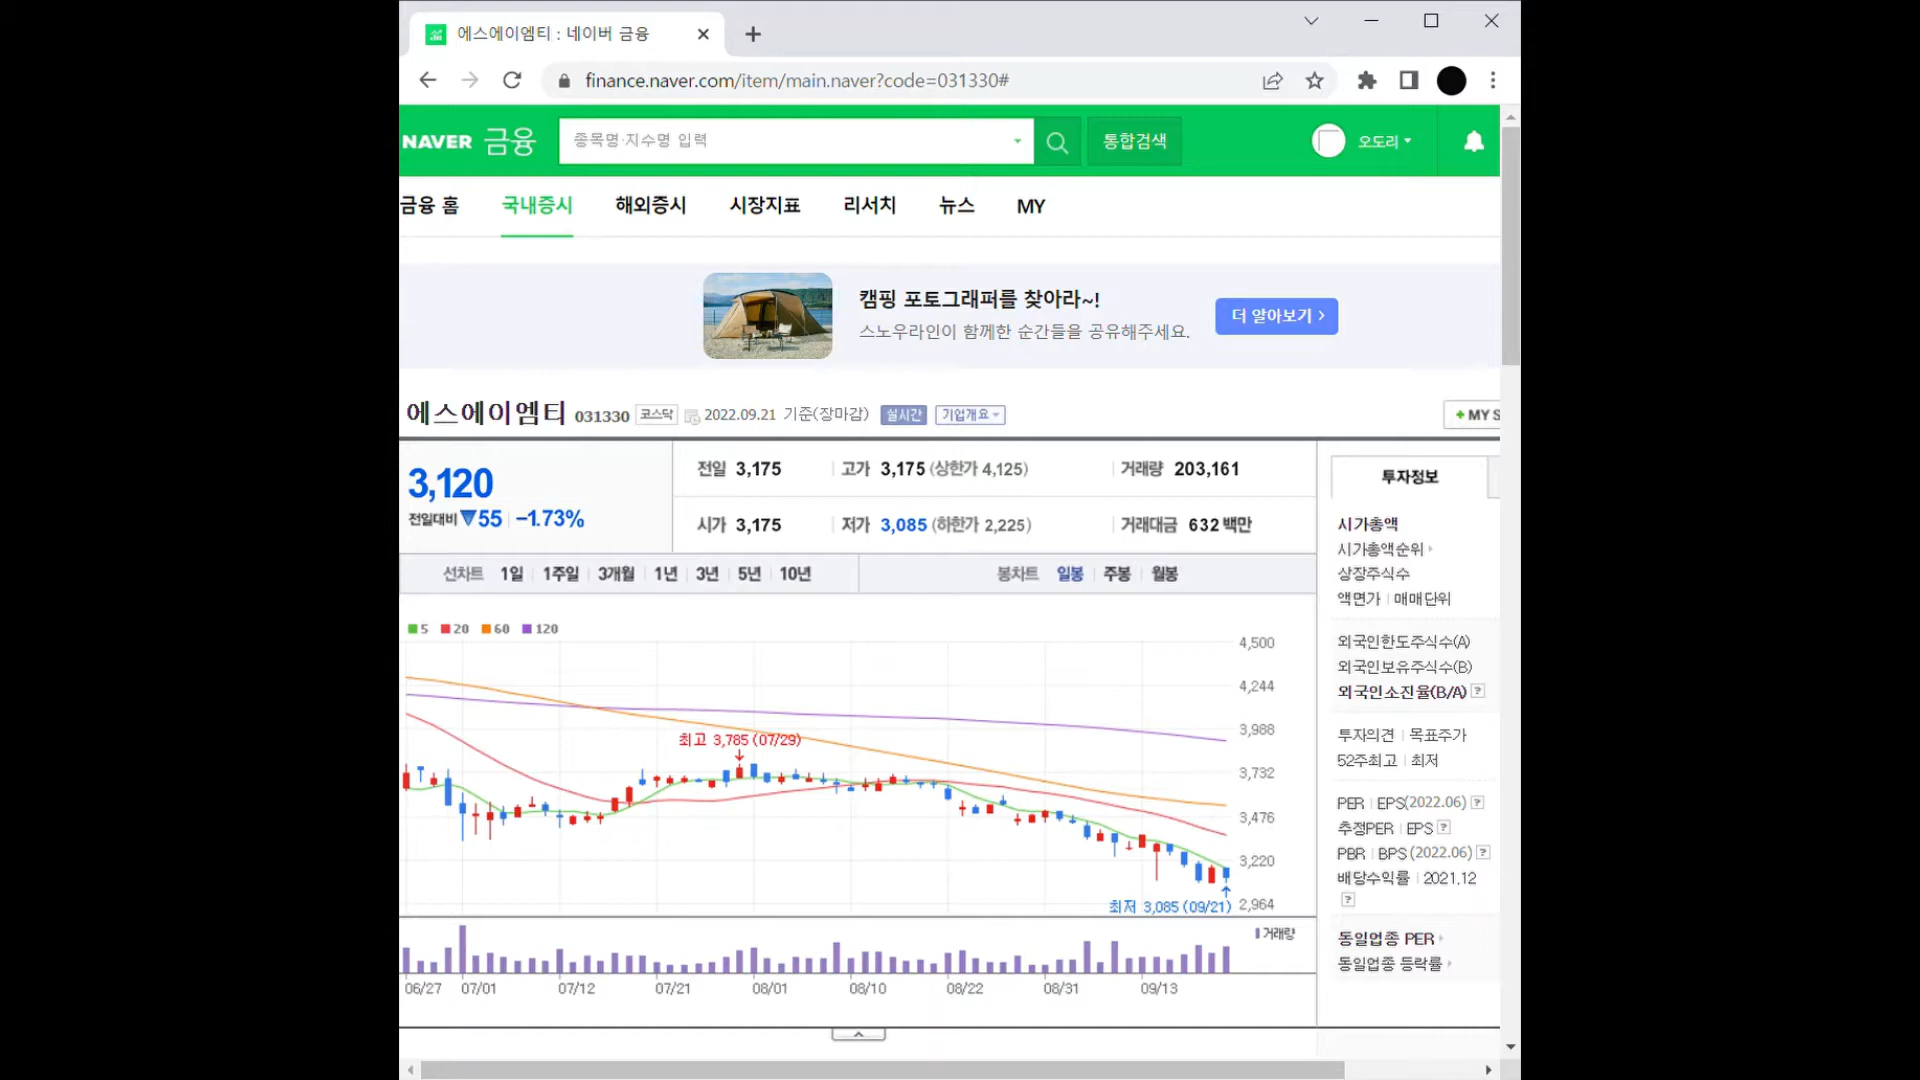 에스에이엠티 : 네이버 금융
finance.naver.com/item/main.naver?code=031330#
NAVER 금융
종목명·지수명 입력
통합검색
오도리
금융 홈 국내증시 해외증시 시장지표 리서치 뉴스 MY
캠핑 포토그래퍼를 찾아라~!
스노우라인이 함께한 순간들을 공유해주세요.
더 알아보기 >
에스에이엠티 031330 코스닥 2022.09.21 기준(장마감) 실시간 기업개요
+ MY S
3,120
전일대비 ▼55 -1.73%
전일 3,175 고가 3,175 (상한가 4,125) 거래량 203,161
시가 3,175 저가 3,085 (하한가 2,225) 거래대금 632 백만
선차트 1일 1주일 3개월 1년 3년 5년 10년 봉차트 일봉 주봉 월봉
5 20 60 120
4,500
4,244
3,988
최고 3,785 (07/29)
3,732
3,476
3,220
최저 3,085 (09/21)
2,964
거래량
06/27 07/01 07/12 07/21 08/01 08/10 08/22 08/31 09/13
투자정보
시가총액
시가총액순위
상장주식수
액면가 | 매매단위
외국인한도주식수(A)
외국인보유주식수(B)
외국인소진율(B/A) ?
투자의견 | 목표주가
52주최고 | 최저
PER | EPS(2022.06) ?
추정PER | EPS ?
PBR | BPS (2022.06) ?
배당수익률 | 2021.12
?
동일업종 PER
동일업종 등락률